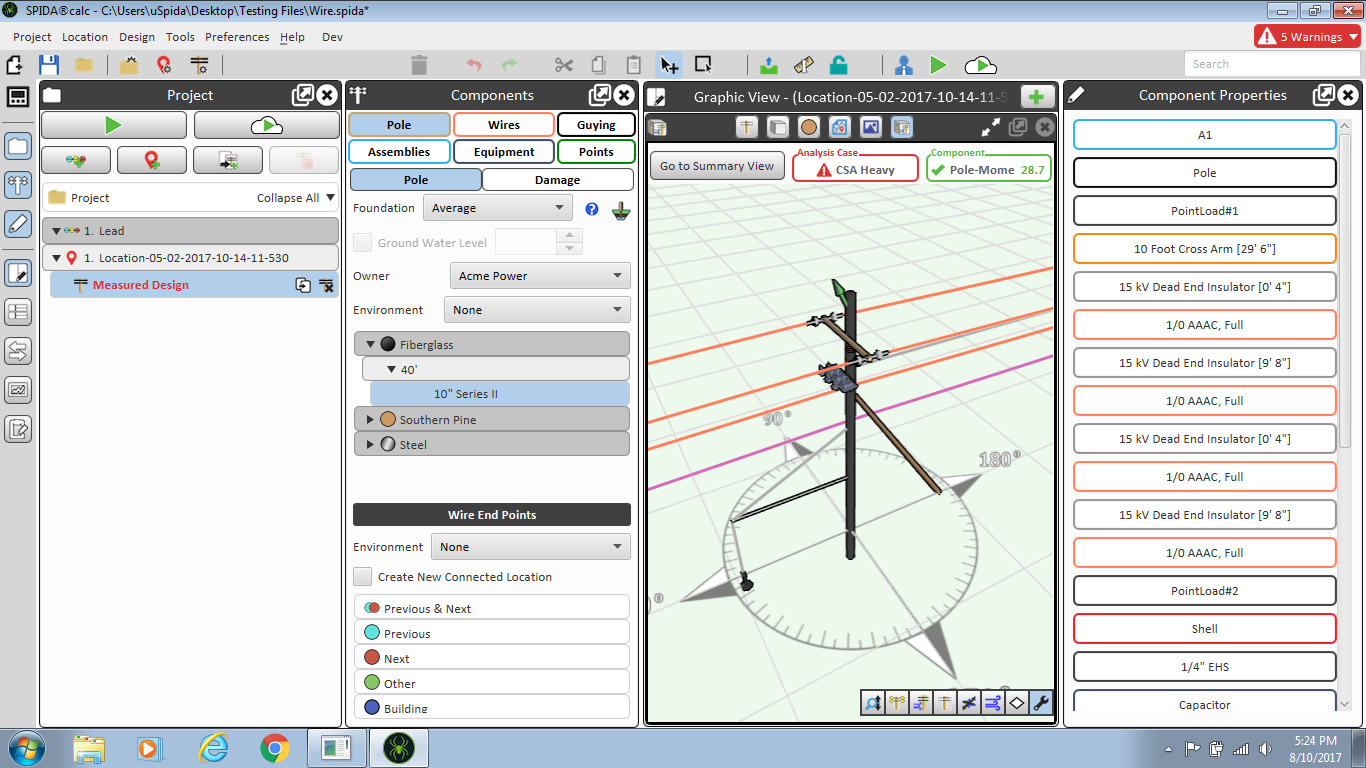 SPIDA®calc - C:\Users\uSpida\Desktop\Testing Files\Wire.spida*
Project Location Design Tools Preferences Help Dev
5 Warnings
Search
Project
Project
Collapse All
1. Lead
1. Location-05-02-2017-10-14-11-530
Measured Design
Components
Pole Wires Guying
Assemblies Equipment Points
Pole Damage
Foundation Average
Ground Water Level
Owner Acme Power
Environment None
Fiberglass
40'
10" Series II
Southern Pine
Steel
Wire End Points
Environment None
Create New Connected Location
Previous & Next
Previous
Next
Other
Building
Graphic View - (Location-05-02-2017-10-14-11-5
Go to Summary View
Analysis Case
CSA Heavy
Component
Pole-Mome 28.7
90°
180°
Component Properties
A1
Pole
PointLoad#1
10 Foot Cross Arm [29' 6"]
15 kV Dead End Insulator [0' 4"]
1/0 AAAC, Full
15 kV Dead End Insulator [9' 8"]
1/0 AAAC, Full
15 kV Dead End Insulator [0' 4"]
1/0 AAAC, Full
15 kV Dead End Insulator [9' 8"]
1/0 AAAC, Full
PointLoad#2
Shell
1/4" EHS
Capacitor
5:24 PM
8/10/2017